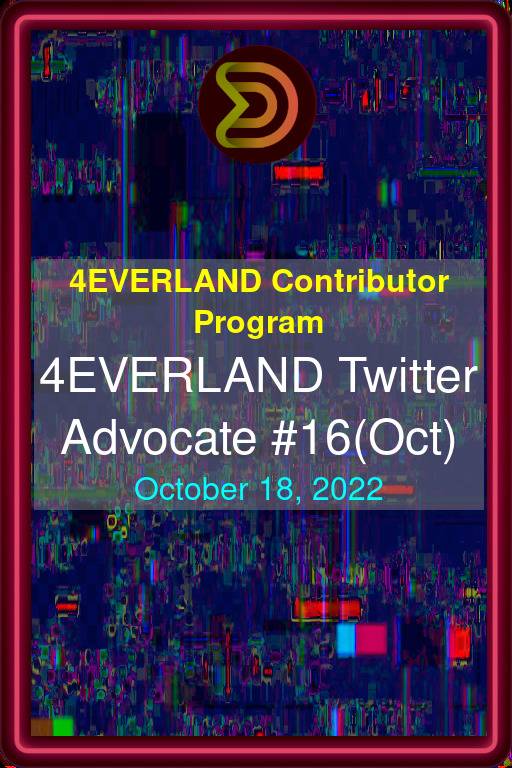 4EVERLAND Contributor
Program
4EVERLAND Twitter
Advocate #16(Oct)
October 18, 2022